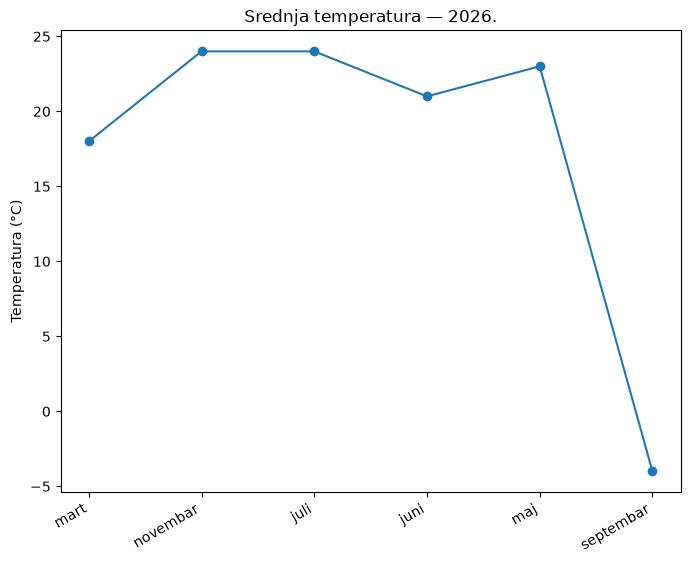 Srednja temperatura — 2026.
Temperatura (°C)
25
20
15
10
5
0
−5
mart
novembar
juli
juni
maj
septembar